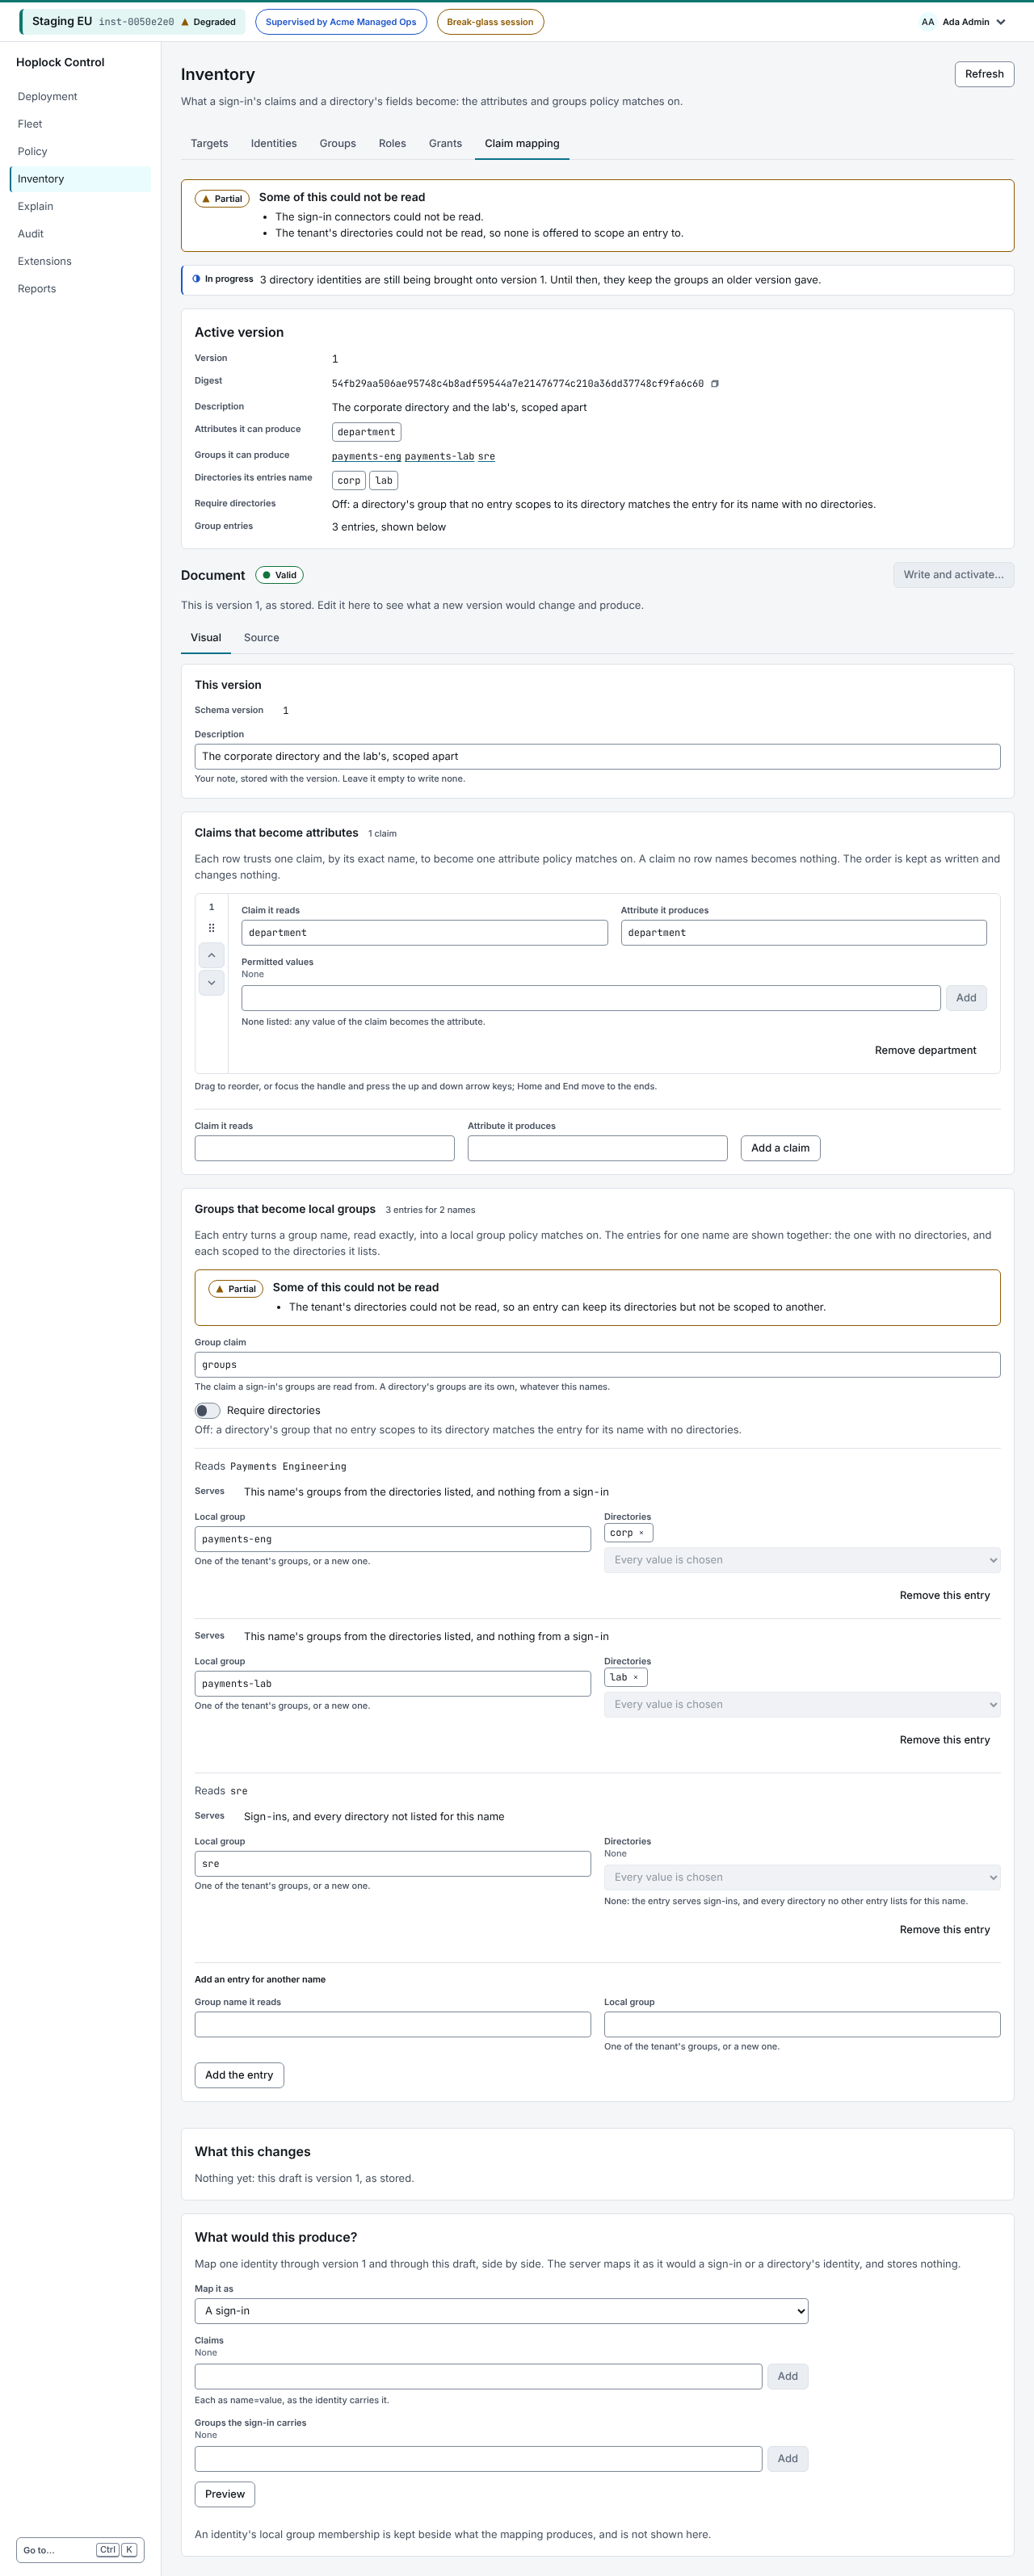 Staging EU inst-0050e2e0 Degraded Supervised by Acme Managed Ops Break-glass session AA Ada Admin
Hoplock Control
Deployment
Fleet
Policy
Inventory
Explain
Audit
Extensions
Reports
Go to... Ctrl K
Inventory
Refresh
What a sign-in's claims and a directory's fields become: the attributes and groups policy matches on.
Targets Identities Groups Roles Grants Claim mapping
Partial Some of this could not be read
• The sign-in connectors could not be read.
• The tenant's directories could not be read, so none is offered to scope an entry to.
In progress 3 directory identities are still being brought onto version 1. Until then, they keep the groups an older version gave.
Active version
Version 1
Digest 54fb29aa506ae95748c4b8adf59544a7e21476774c210a36dd37748cf9fa6c60
Description The corporate directory and the lab's, scoped apart
Attributes it can produce department
Groups it can produce payments-eng payments-lab sre
Directories its entries name corp lab
Require directories Off: a directory's group that no entry scopes to its directory matches the entry for its name with no directories.
Group entries 3 entries, shown below
Document Valid Write and activate...
This is version 1, as stored. Edit it here to see what a new version would change and produce.
Visual Source
This version
Schema version 1
Description
The corporate directory and the lab's, scoped apart
Your note, stored with the version. Leave it empty to write none.
Claims that become attributes 1 claim
Each row trusts one claim, by its exact name, to become one attribute policy matches on. A claim no row names becomes nothing. The order is kept as written and
changes nothing.
1
Claim it reads Attribute it produces
department department
Permitted values
None
Add
None listed: any value of the claim becomes the attribute.
Remove department
Drag to reorder, or focus the handle and press the up and down arrow keys; Home and End move to the ends.
Claim it reads Attribute it produces
Add a claim
Groups that become local groups 3 entries for 2 names
Each entry turns a group name, read exactly, into a local group policy matches on. The entries for one name are shown together: the one with no directories, and
each scoped to the directories it lists.
Partial Some of this could not be read
• The tenant's directories could not be read, so an entry can keep its directories but not be scoped to another.
Group claim
groups
The claim a sign-in's groups are read from. A directory's groups are its own, whatever this names.
Require directories
Off: a directory's group that no entry scopes to its directory matches the entry for its name with no directories.
Reads Payments Engineering
Serves This name's groups from the directories listed, and nothing from a sign-in
Local group Directories
payments-eng corp ×
Every value is chosen
One of the tenant's groups, or a new one.
Remove this entry
Serves This name's groups from the directories listed, and nothing from a sign-in
Local group Directories
payments-lab lab ×
Every value is chosen
One of the tenant's groups, or a new one.
Remove this entry
Reads sre
Serves Sign-ins, and every directory not listed for this name
Local group Directories
None
sre
Every value is chosen
One of the tenant's groups, or a new one.
None: the entry serves sign-ins, and every directory no other entry lists for this name.
Remove this entry
Add an entry for another name
Group name it reads Local group
One of the tenant's groups, or a new one.
Add the entry
What this changes
Nothing yet: this draft is version 1, as stored.
What would this produce?
Map one identity through version 1 and through this draft, side by side. The server maps it as it would a sign-in or a directory's identity, and stores nothing.
Map it as
A sign-in
Claims
None
Add
Each as name=value, as the identity carries it.
Groups the sign-in carries
None
Add
Preview
An identity's local group membership is kept beside what the mapping produces, and is not shown here.